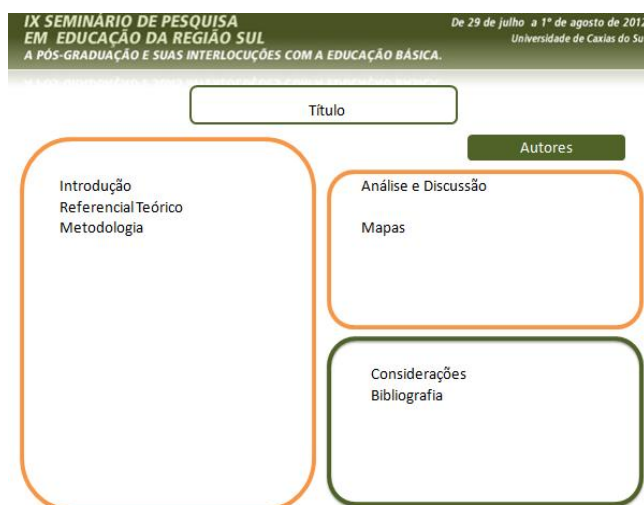 IX SEMINÁRIO DE PESQUISA
EM EDUCAÇÃO DA REGIÃO SUL
A PÓS-GRADUAÇÃO E SUAS INTERLOCUÇÕES COM A EDUCAÇÃO BÁSICA.
De 29 de julho a 1º de agosto de 2012
Universidade de Caxias do Su
Título
Autores
Introdução
Referencial Teórico
Metodologia
Análise e Discussão
Mapas
Considerações
Bibliografia